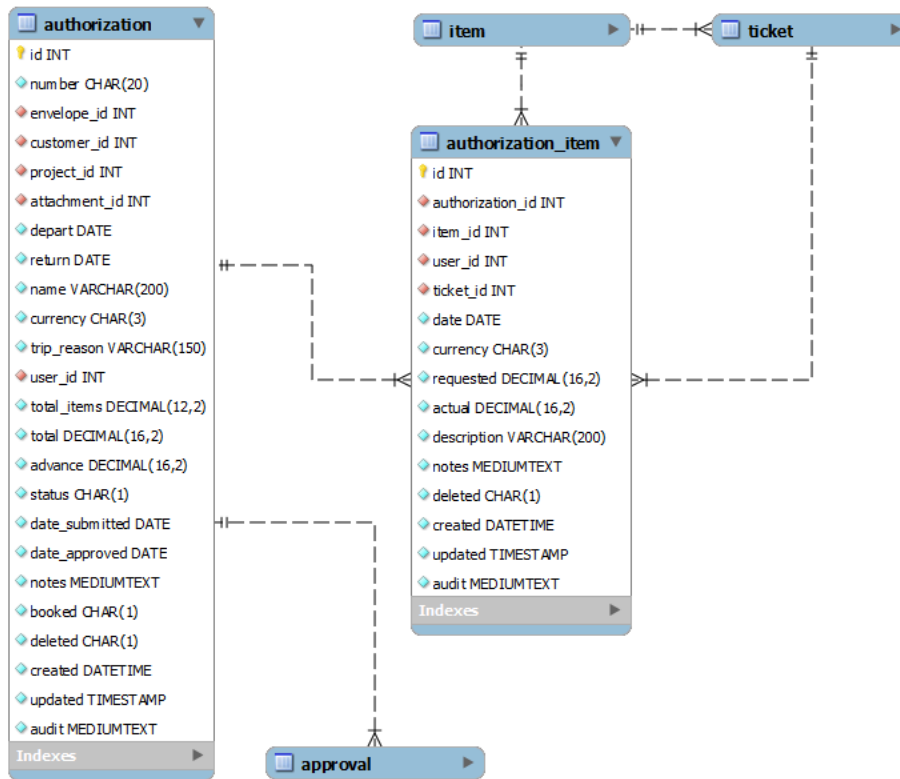 authorization
id INT
number CHAR(20)
envelope_id INT
customer_id INT
project_id INT
attachment_id INT
depart DATE
return DATE
name VARCHAR(200)
currency CHAR(3)
trip_reason VARCHAR(150)
user_id INT
total_items DECIMAL(12,2)
total DECIMAL(16,2)
advance DECIMAL(16,2)
status CHAR(1)
date_submitted DATE
date_approved DATE
notes MEDIUMTEXT
booked CHAR(1)
deleted CHAR(1)
created DATETIME
updated TIMESTAMP
audit MEDIUMTEXT
Indexes
item
ticket
authorization_item
id INT
authorization_id INT
item_id INT
user_id INT
ticket_id INT
date DATE
currency CHAR(3)
requested DECIMAL(16,2)
actual DECIMAL(16,2)
description VARCHAR(200)
notes MEDIUMTEXT
deleted CHAR(1)
created DATETIME
updated TIMESTAMP
audit MEDIUMTEXT
Indexes
approval